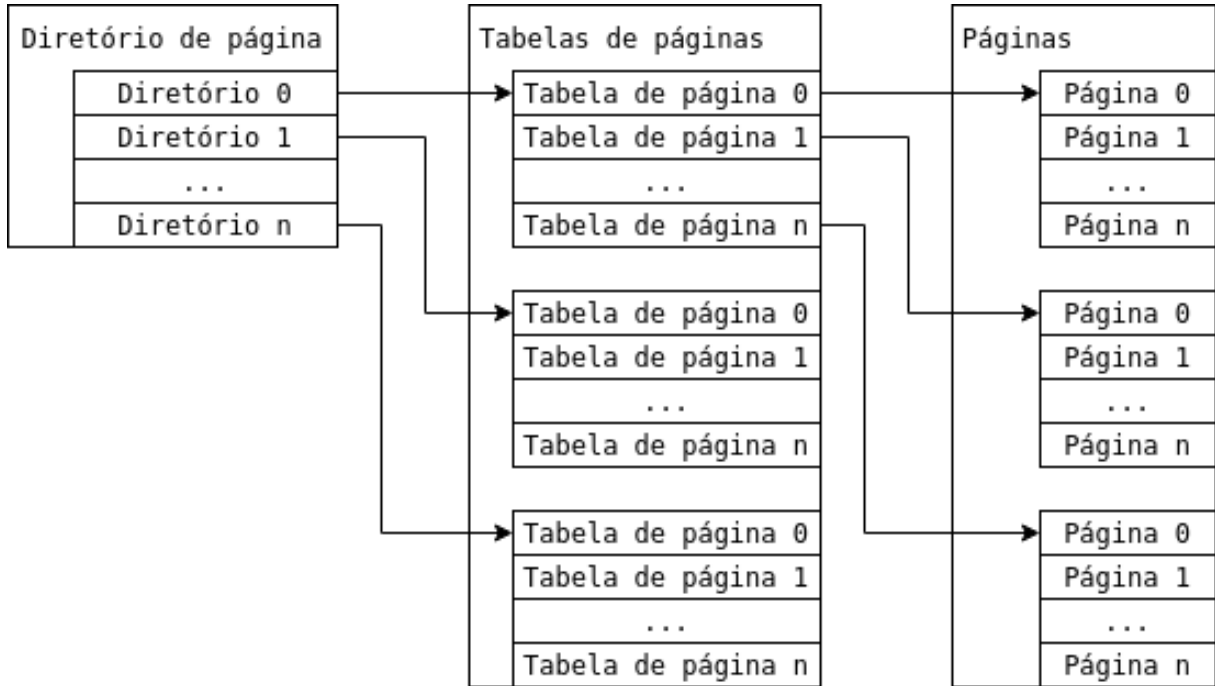 Diretório de página
Diretório 0
Diretório 1
...
Diretório n
Tabelas de páginas
Tabela de página 0
Tabela de página 1
...
Tabela de página n
Tabela de página 0
Tabela de página 1
...
Tabela de página n
Tabela de página 0
Tabela de página 1
...
Tabela de página n
Páginas
Página 0
Página 1
...
Página n
Página 0
Página 1
...
Página n
Página 0
Página 1
...
Página n